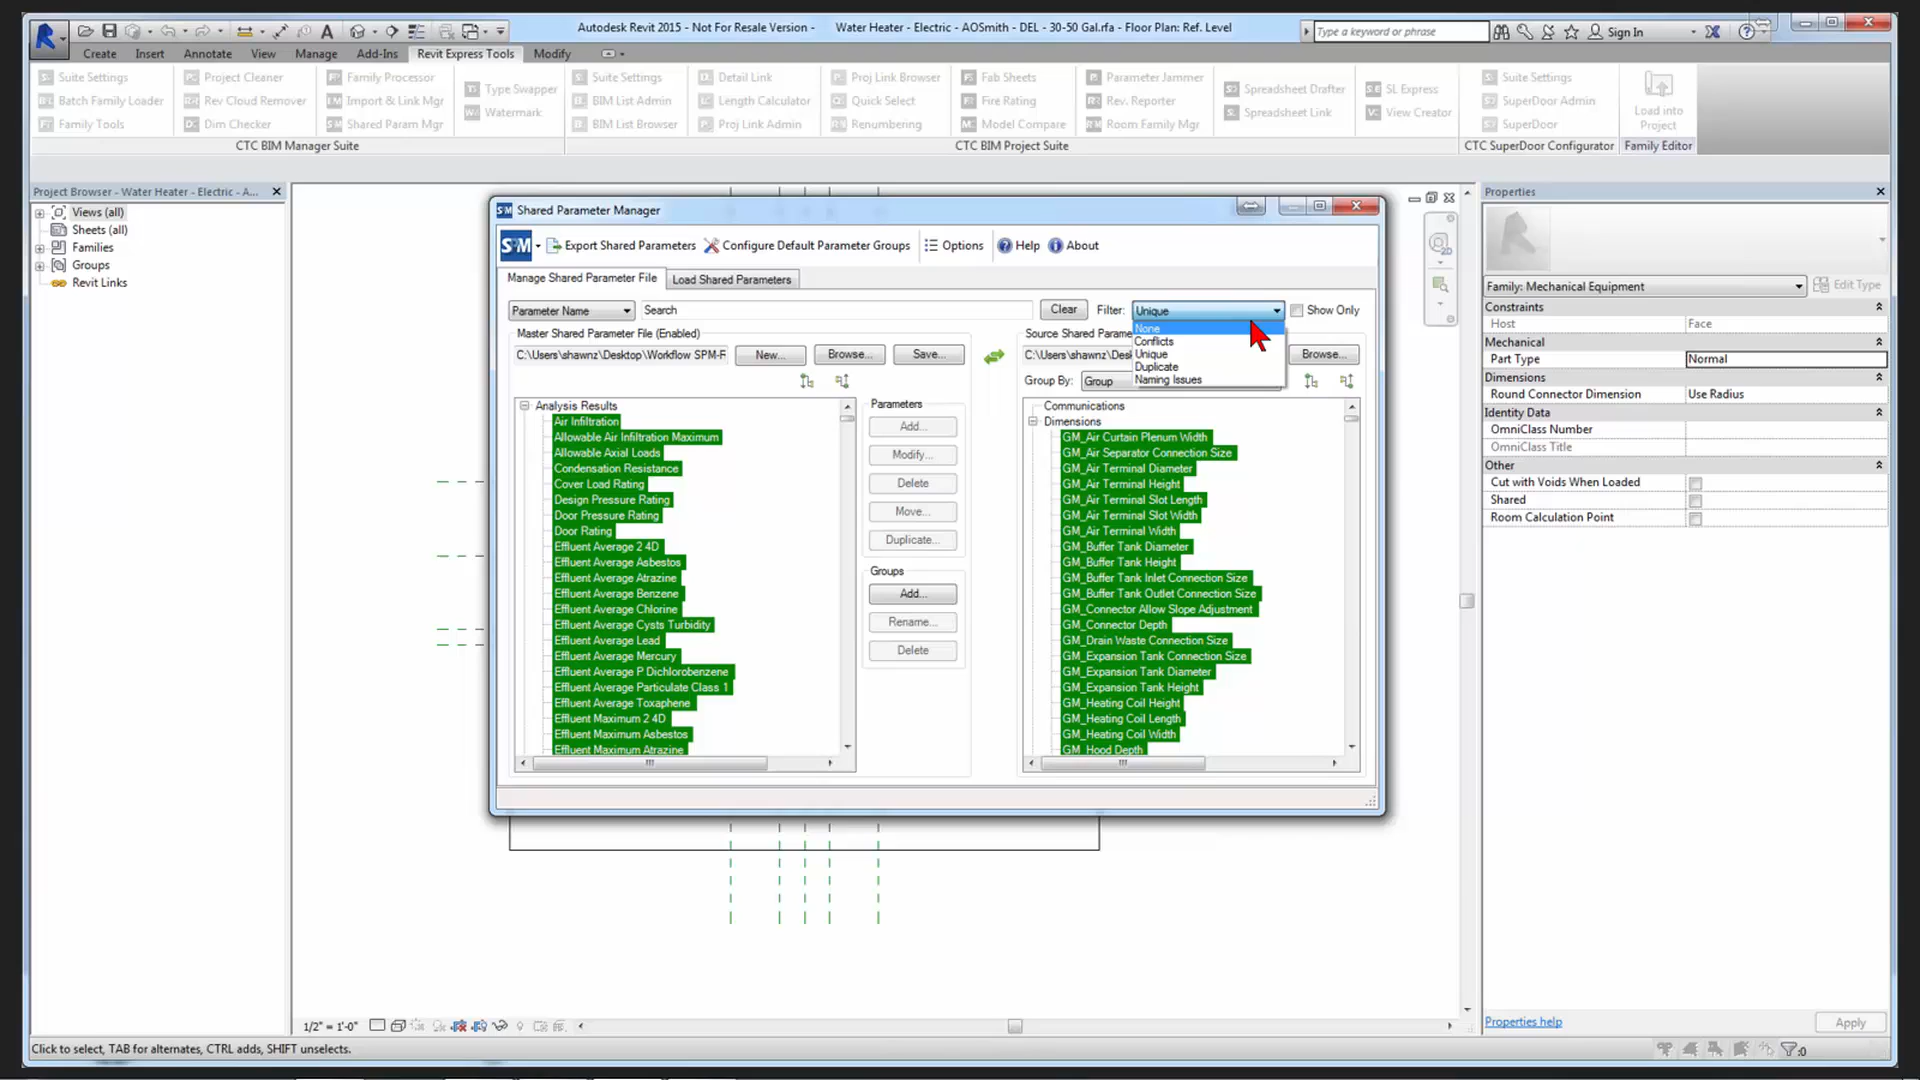 Autodesk Revit 2015 - Not For Resale Version -    Water Heater - Electric - AOSmith - DEL - 30-50 Gal.rfa - Floor Plan: Ref. Level
Type a keyword or phrase
Sign In
Create Insert Annotate View Manage Add-Ins Revit Express Tools Modify
Suite Settings Project Cleaner Family Processor Type Swapper Suite Settings Detail Link Proj Link Browser Fab Sheets Parameter Jammer Spreadsheet Drafter SL Express Suite Settings
Batch Family Loader Rev Cloud Reminder Import & Link Mgr Watermark BIM List Admin Length Calculator Quick Select Fire Rating Rev. Reporter Spreadsheet Link View Creator SuperDoor Admin Load into
Family Tools Dim Checker Shared Param Mgr BIM List Browser Proj Link Admin Renumbering Model Compare Room Family Mgr SuperDoor Project
CTC BIM Manager Suite CTC BIM Project Suite CTC SuperDoor Configurator Family Editor
Project Browser - Water Heater - Electric - A...
Views (all)
Sheets (all)
Families
Groups
Revit Links
SPM Shared Parameter Manager
SPM Export Shared Parameters Configure Default Parameter Groups Options Help About
Manage Shared Parameter File Load Shared Parameters
Parameter Name Search Clear Filter: Unique Show Only
None
Conflicts
Unique
Duplicate
Naming Issues
Master Shared Parameter File (Enabled)
C:\Users\shawnz\Desktop\Workflow SPM-F New... Browse... Save...
Analysis Results
Air Infiltration
Allowable Air Infiltration Maximum
Allowable Axial Loads
Condensation Resistance
Cover Load Rating
Design Pressure Rating
Door Pressure Rating
Door Rating
Effluent Average 2 4D
Effluent Average Asbestos
Effluent Average Atrazine
Effluent Average Benzene
Effluent Average Chlorine
Effluent Average Cysts Turbidity
Effluent Average Lead
Effluent Average Mercury
Effluent Average P Dichlorobenzene
Effluent Average Particulate Class 1
Effluent Average Toxaphene
Effluent Maximum 2 4D
Effluent Maximum Asbestos
Effluent Maximum Atrazine
Parameters
Add...
Modify...
Delete
Move...
Duplicate...
Groups
Add...
Rename...
Delete
Source Shared Parame
C:\Users\shawnz\Desk Browse...
Group By: Group
Communications
Dimensions
GM_Air Curtain Plenum Width
GM_Air Separator Connection Size
GM_Air Terminal Diameter
GM_Air Terminal Height
GM_Air Terminal Slot Length
GM_Air Terminal Slot Width
GM_Air Terminal Width
GM_Buffer Tank Diameter
GM_Buffer Tank Height
GM_Buffer Tank Inlet Connection Size
GM_Buffer Tank Outlet Connection Size
GM_Connector Allow Slope Adjustment
GM_Connector Depth
GM_Drain Waste Connection Size
GM_Expansion Tank Connection Size
GM_Expansion Tank Diameter
GM_Expansion Tank Height
GM_Heating Coil Height
GM_Heating Coil Length
GM_Heating Coil Width
GM_Hood Depth
Properties
Family: Mechanical Equipment Edit Type
Constraints
Host Face
Mechanical
Part Type Normal
Dimensions
Round Connector Dimension Use Radius
Identity Data
OmniClass Number
OmniClass Title
Other
Cut with Voids When Loaded
Shared
Room Calculation Point
Properties help Apply
1/2" = 1'-0"
Click to select, TAB for alternates, CTRL adds, SHIFT unselects.
:0